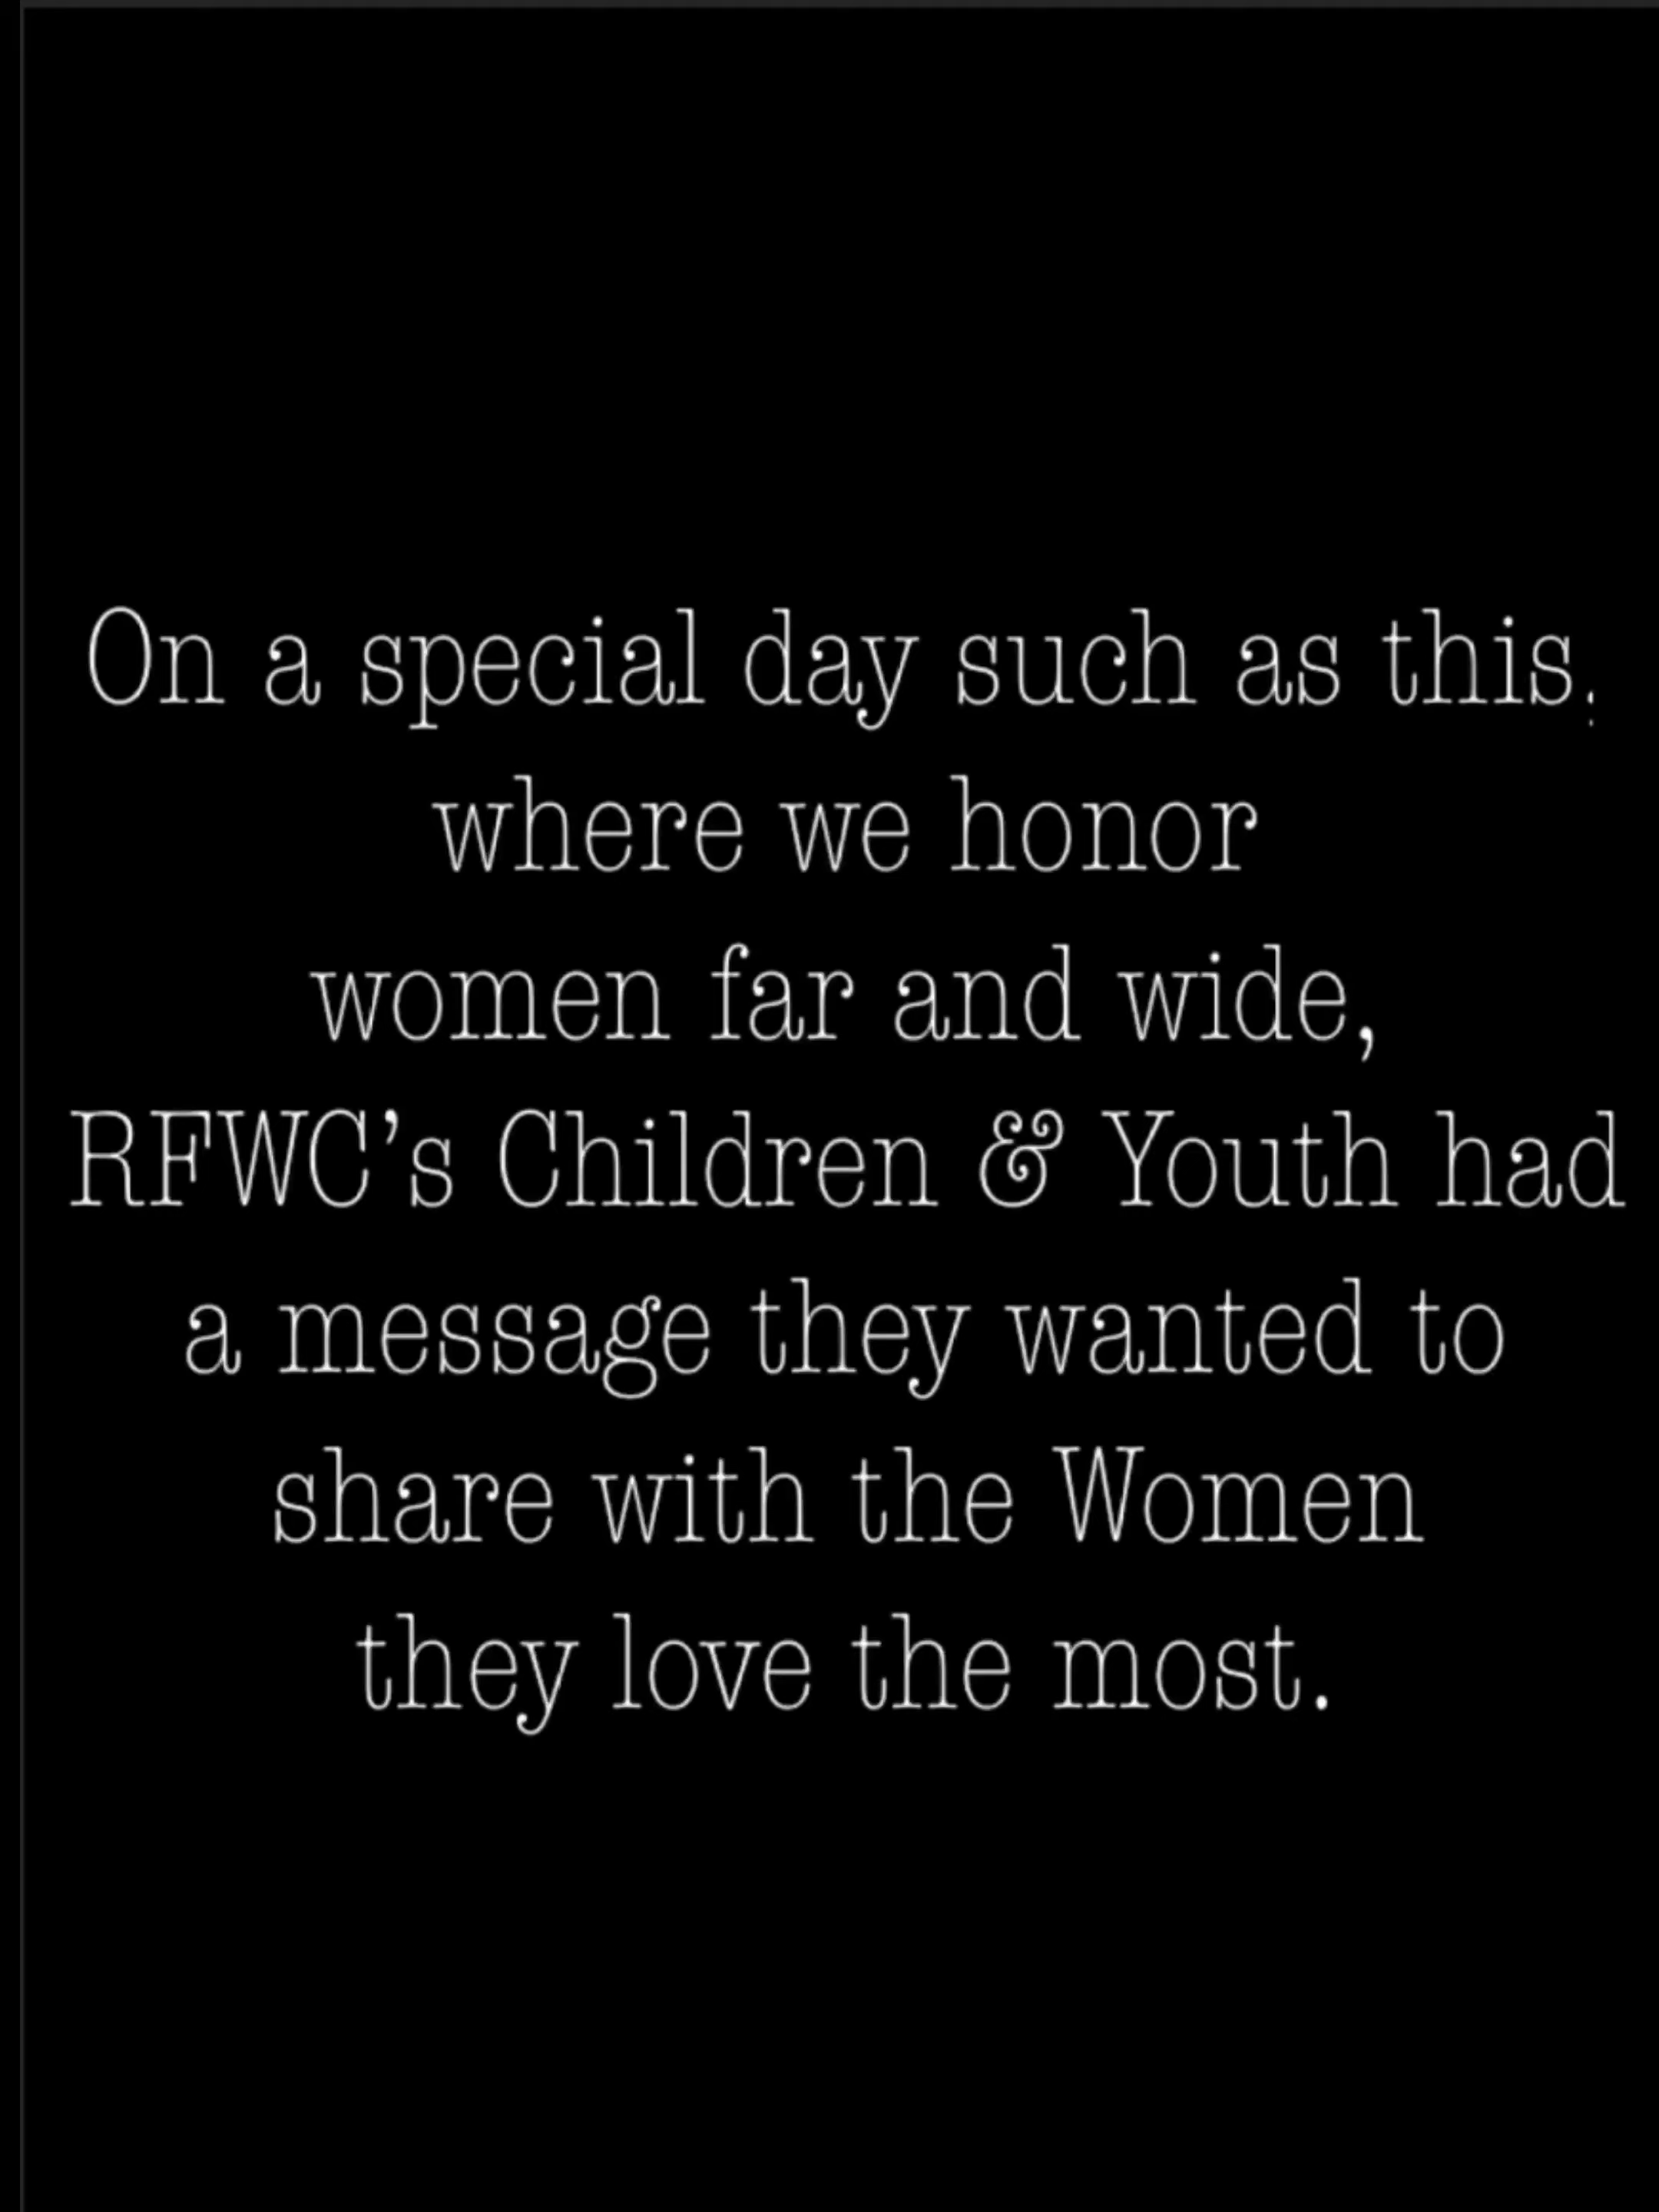 On a special day such as this,
where we honor
women far and wide,
RFWC’s Children & Youth had
a message they wanted to
share with the Women
they love the most.